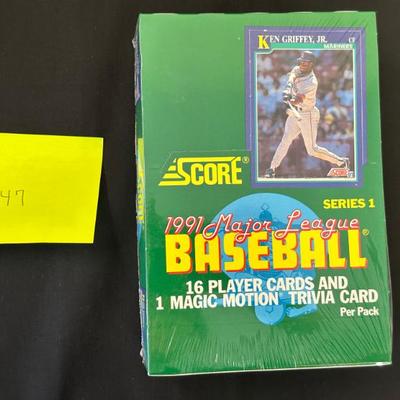 KEN GRIFFEY, JR. CF
MARINERS
SCORE®
SERIES 1
1991 Major League
BASEBALL®
16 PLAYER CARDS AND
1 MAGIC MOTION® TRIVIA CARD
Per Pack
47